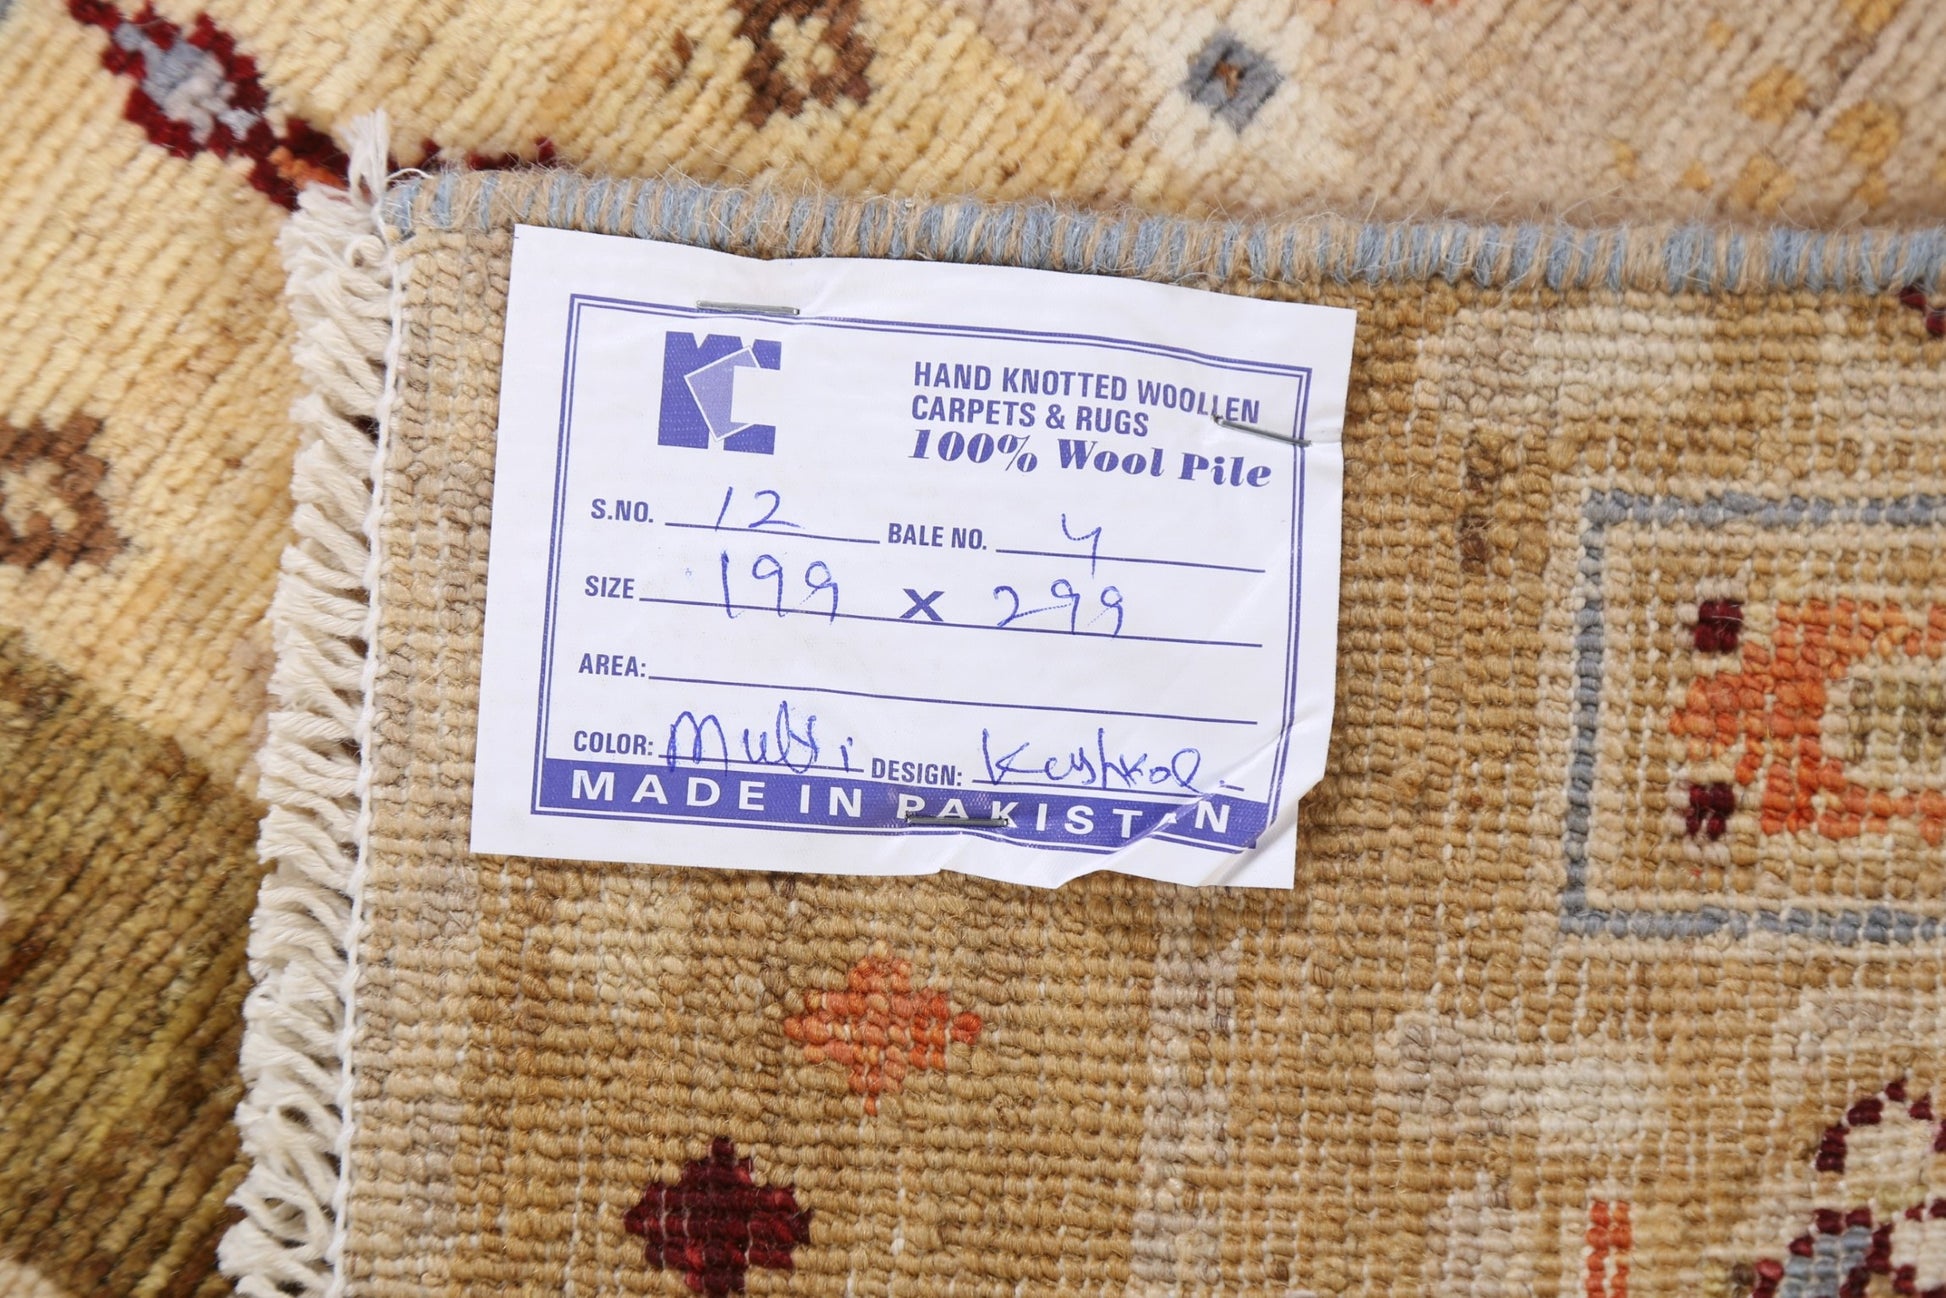 HAND KNOTTED WOOLLEN
CARPETS & RUGS
100% Wool Pile
S.NO. 12 BALE NO. 4
SIZE 199 X 299
AREA:
COLOR: Multi DESIGN: Kashkol
MADE IN PAKISTAN